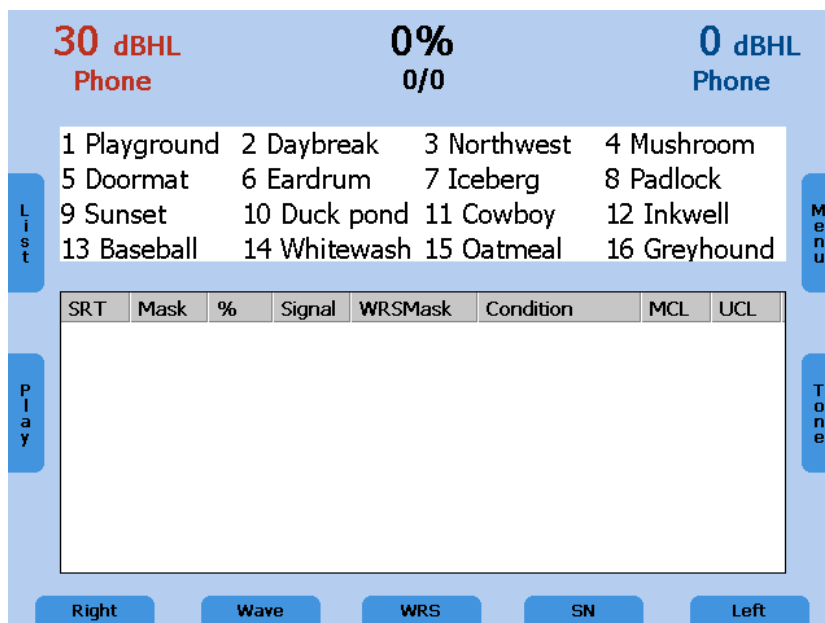 30 dBHL 0% 0 dBHL
Phone 0/0 Phone
1 Playground 2 Daybreak 3 Northwest 4 Mushroom
5 Doormat 6 Eardrum 7 Iceberg 8 Padlock
9 Sunset 10 Duck pond 11 Cowboy 12 Inkwell
13 Baseball 14 Whitewash 15 Oatmeal 16 Greyhound
List
Menu
SRT Mask % Signal WRSMask Condition MCL UCL
Play
Tone
Right Wave WRS SN Left